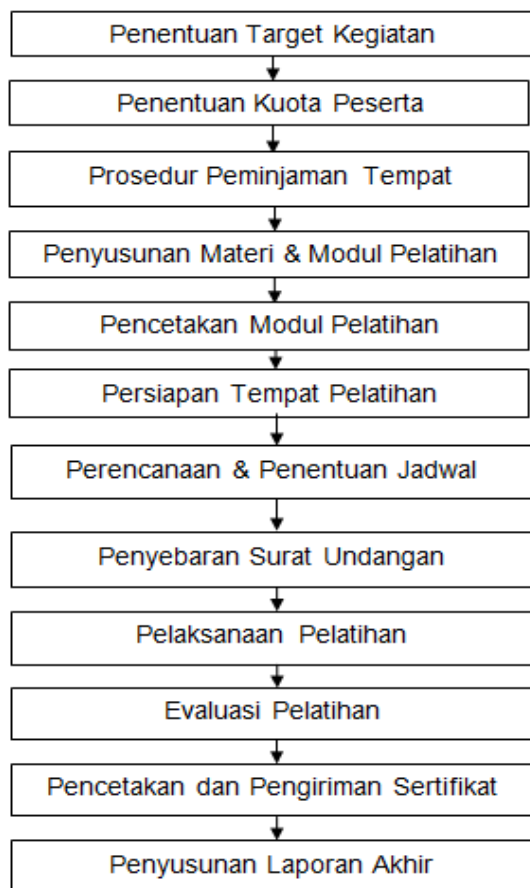 Penentuan Target Kegiatan
Penentuan Kuota Peserta
Prosedur Peminjaman Tempat
Penyusunan Materi & Modul Pelatihan
Pencetakan Modul Pelatihan
Persiapan Tempat Pelatihan
Perencanaan & Penentuan Jadwal
Penyebaran Surat Undangan
Pelaksanaan Pelatihan
Evaluasi Pelatihan
Pencetakan dan Pengiriman Sertifikat
Penyusunan Laporan Akhir